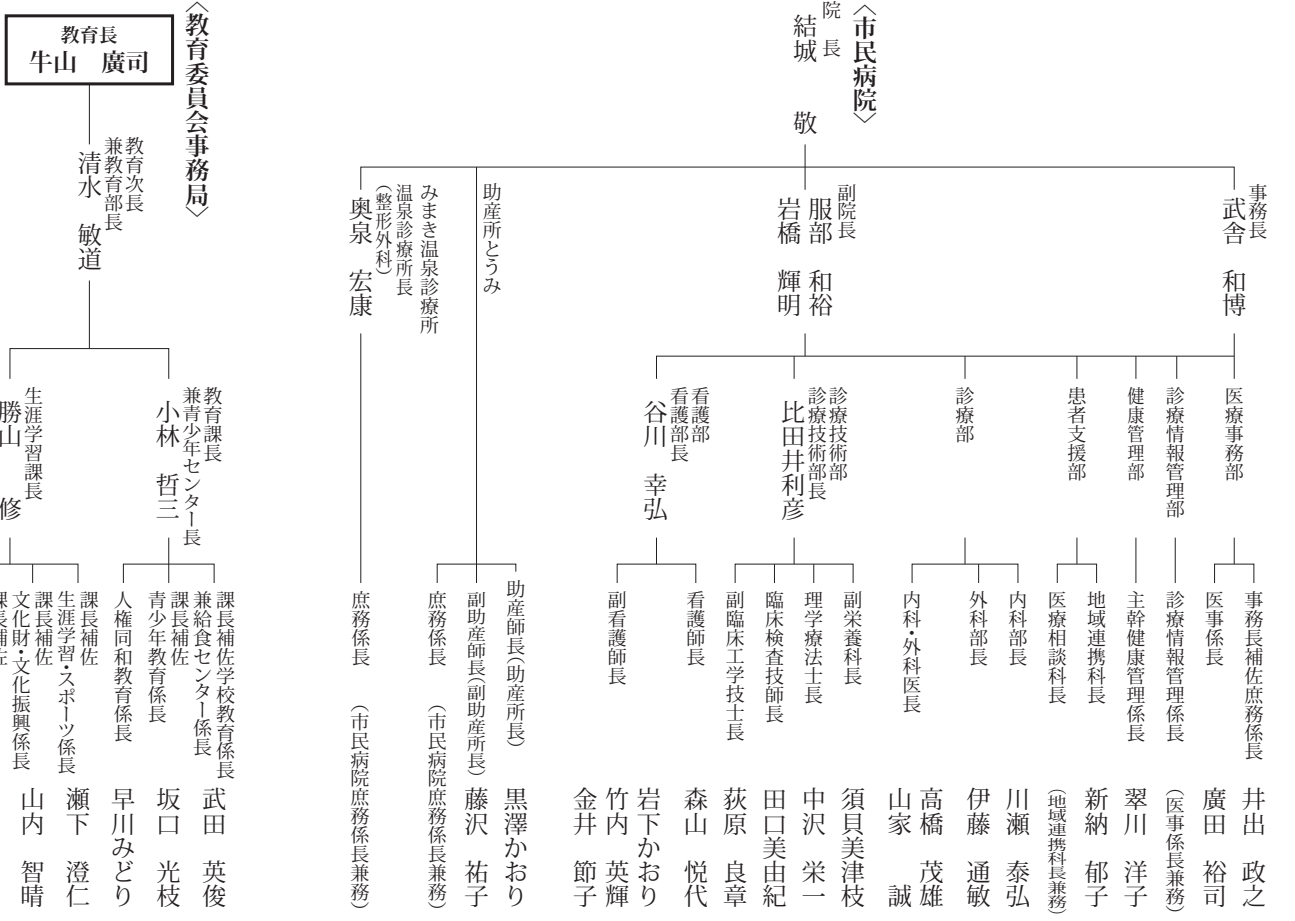 〈市民病院〉
院長
結城　敬
事務長
武舎　和博
副院長
服部　和裕
岩橋　輝明
助産所とうみ
みまき温泉診療所
温泉診療所長
（整形外科）
奥泉　宏康
医療事務部
診療情報管理部
健康管理部
患者支援部
診療部
診療技術部
診療技術部長
比田井利彦
看護部
看護部長
谷川　幸弘
事務長補佐庶務係長　井出　政之
医事係長　廣田　裕司
診療情報管理係長　（医事係長兼務）
主幹健康管理係長　翠川　洋子
地域連携科長　新納　郁子
医療相談科長　（地域連携科長兼務）
内科部長　川瀬　泰弘
外科部長　伊藤　通敏
内科・外科医長　高橋　茂雄
山家　誠
副栄養科長　須貝美津枝
理学療法士長　中沢　栄一
臨床検査技師長　田口美由紀
副臨床工学技士長　荻原　良章
看護師長　森山　悦代
副看護師長　岩下かおり
竹内　英輝
金井　節子
助産師長（助産所長）　黒澤かおり
副助産師長（副助産所長）　藤沢　祐子
庶務係長　（市民病院庶務係長兼務）
庶務係長　（市民病院庶務係長兼務）
〈教育委員会事務局〉
教育長
牛山　廣司
教育次長
兼教育部長
清水　敏道
教育課長
兼青少年センター長
小林　哲三
生涯学習課長
勝山　修
課長補佐学校教育係長
兼給食センター係長　武田　英俊
課長補佐
青少年教育係長　坂口　光枝
人権同和教育係長　早川みどり
課長補佐
生涯学習・スポーツ係長　瀬下　澄仁
課長補佐
文化財・文化振興係長　山内　智晴
課長補佐